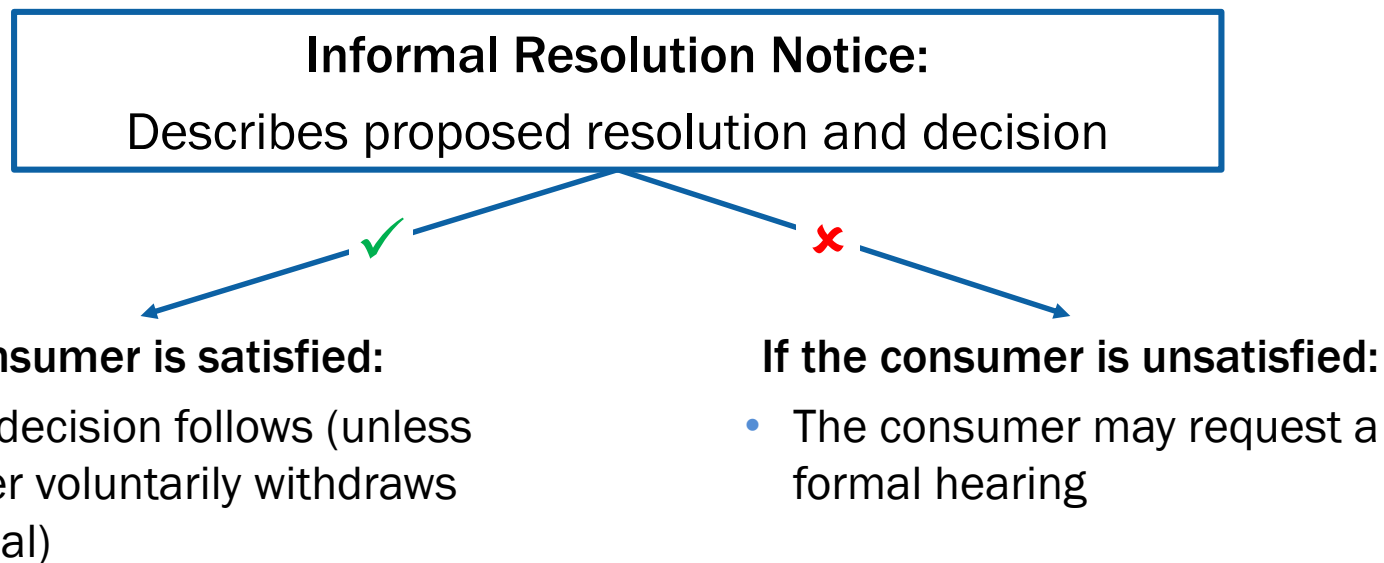 Informal Resolution Notice:
Describes proposed resolution and decision
nsumer is satisfied:
decision follows (unless
er voluntarily withdraws
al)
If the consumer is unsatisfied:
• The consumer may request a
formal hearing